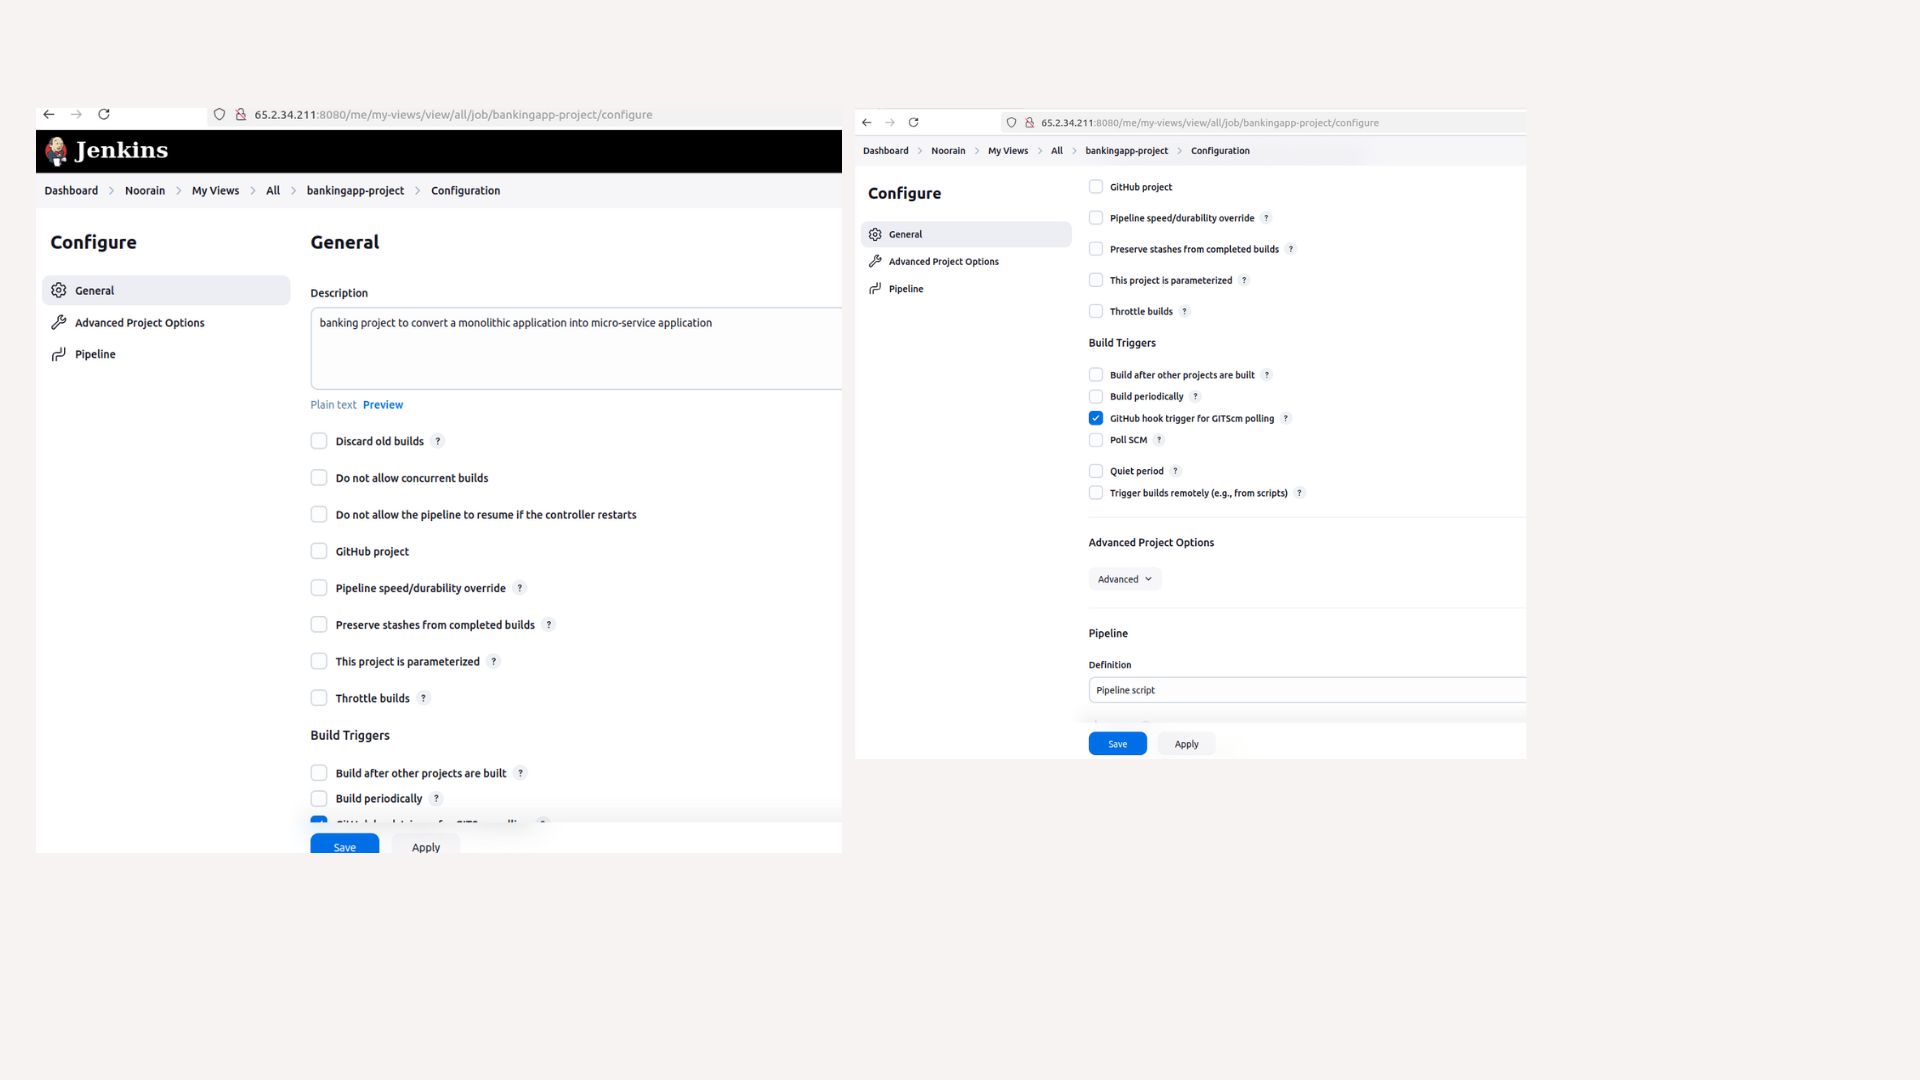 65.2.34.211:8080/me/my-views/view/all/job/bankingapp-project/configure
Jenkins
Dashboard > Noorain > My Views > All > bankingapp-project > Configuration
Configure
General
Advanced Project Options
Pipeline
General
Description
banking project to convert a monolithic application into micro-service application
Plain text Preview
Discard old builds ?
Do not allow concurrent builds
Do not allow the pipeline to resume if the controller restarts
GitHub project
Pipeline speed/durability override ?
Preserve stashes from completed builds ?
This project is parameterized ?
Throttle builds ?
Build Triggers
Build after other projects are built ?
Build periodically ?
Save Apply
65.2.34.211:8080/me/my-views/view/all/job/bankingapp-project/configure
Dashboard > Noorain > My Views > All > bankingapp-project > Configuration
Configure
General
Advanced Project Options
Pipeline
GitHub project
Pipeline speed/durability override ?
Preserve stashes from completed builds ?
This project is parameterized ?
Throttle builds ?
Build Triggers
Build after other projects are built ?
Build periodically ?
GitHub hook trigger for GITScm polling ?
Poll SCM ?
Quiet period ?
Trigger builds remotely (e.g., from scripts) ?
Advanced Project Options
Advanced
Pipeline
Definition
Pipeline script
Save Apply